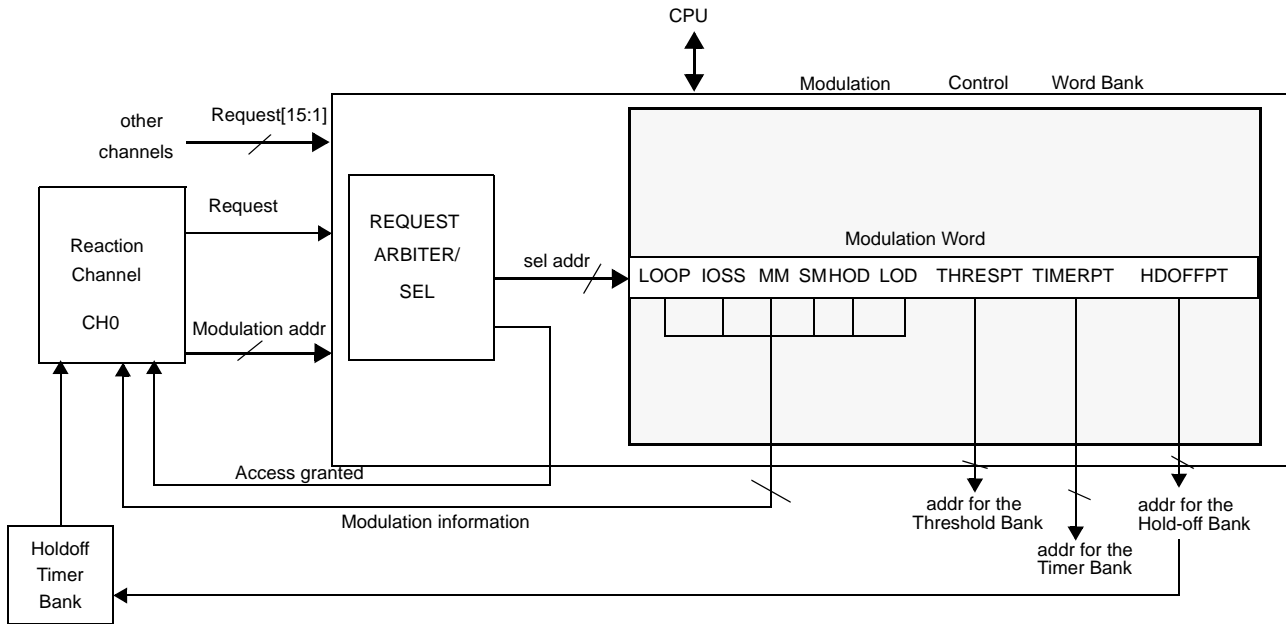 CPU
Modulation Control Word Bank
Request[15:1]
other
channels
Request
Reaction
Channel
CH0
Modulation addr
REQUEST
ARBITER/
SEL
sel addr
Modulation Word
LOOP IOSS MM SM HOD LOD THRESPT TIMERPT HDOFFPT
Access granted
Modulation information
addr for the
Threshold Bank
addr for the
Timer Bank
addr for the
Hold-off Bank
Holdoff
Timer
Bank